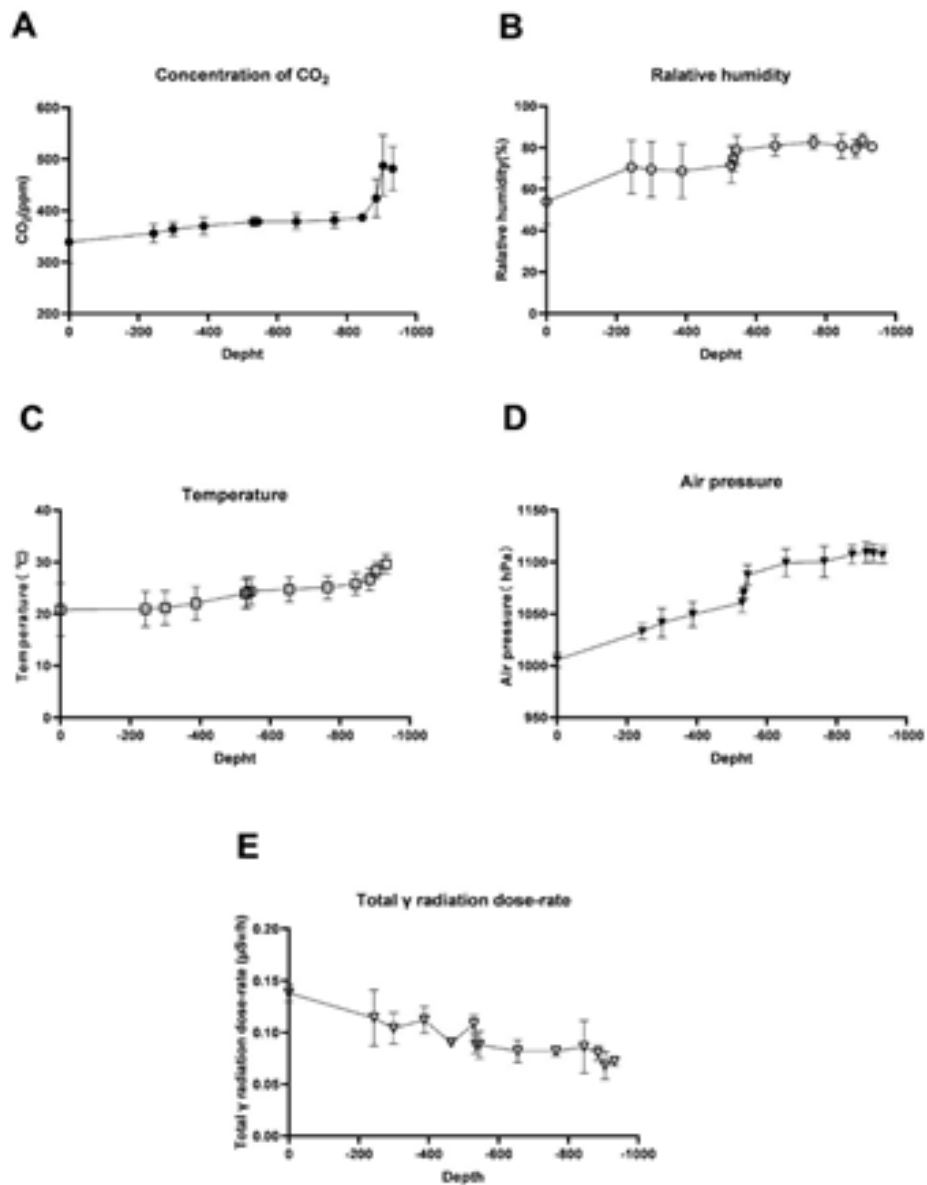 A
B
Concentration of CO₂
Ralative humidity
CO₂(ppm)
600
500
400
300
200
0 -200 -400 -600 -800 -1000
Depht
Ralative humidity(%)
100
80
60
40
20
0
0 -200 -400 -600 -800 -1000
Depht
C
D
Temperature
Air pressure
Temperature(℃)
40
30
20
10
0
0 -200 -400 -600 -800 -1000
Depht
Air pressure( hPa)
1150
1100
1050
1000
950
0 -200 -400 -600 -800 -1000
Depht
E
Total γ radiation dose-rate
Total γ radiation dose-rate (μSv/h)
0.20
0.15
0.10
0.05
0.00
0 -200 -400 -600 -800 -1000
Depth